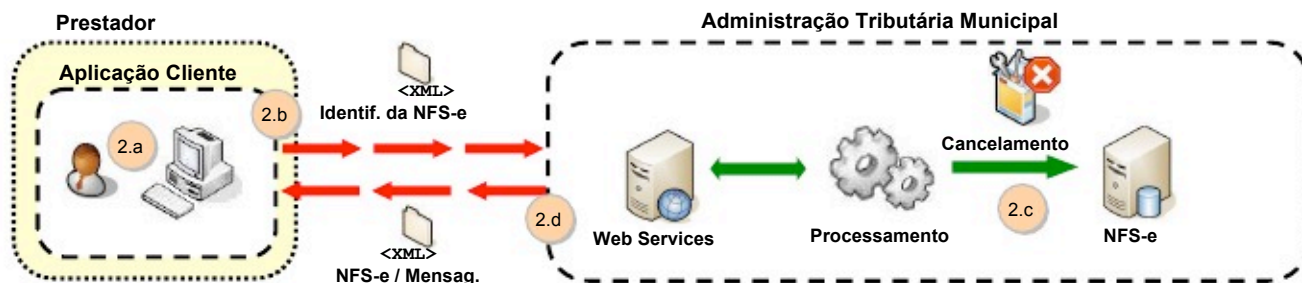 Prestador
Aplicação Cliente
2.a
2.b
<XML>
Identif. da NFS-e
<XML>
NFS-e / Mensag.
Administração Tributária Municipal
2.d
Web Services
Processamento
Cancelamento
2.c
NFS-e